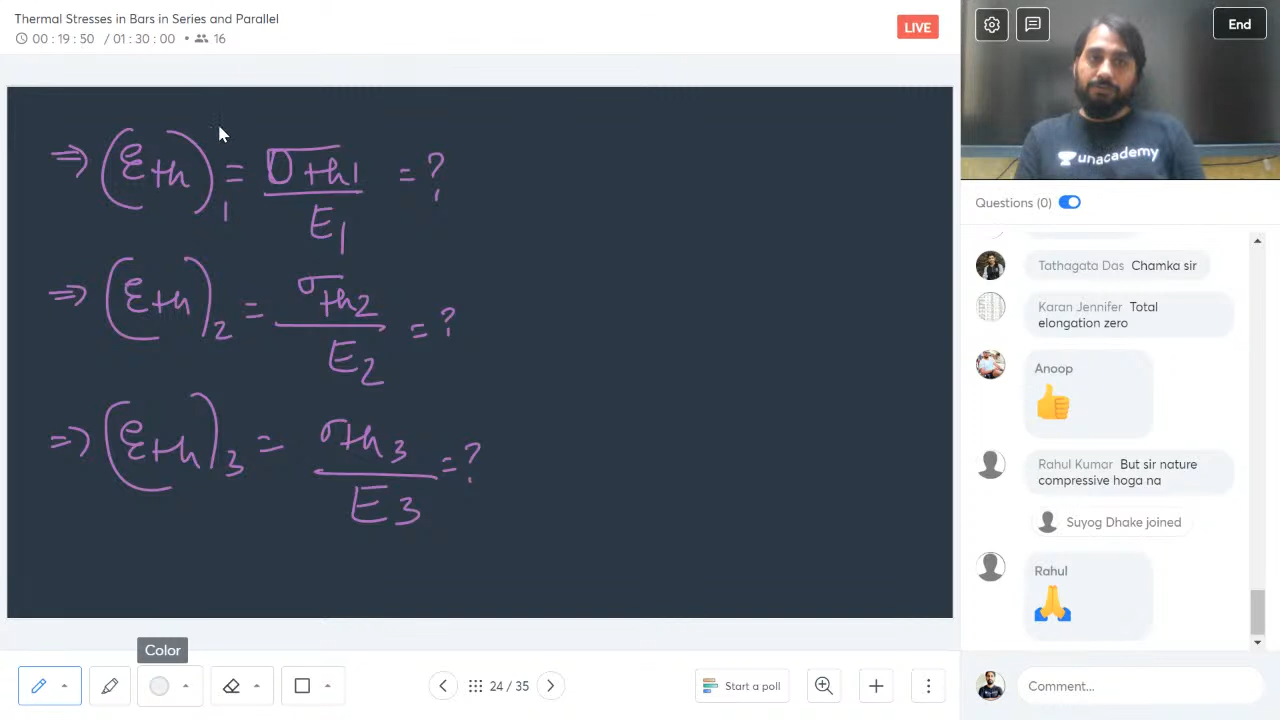 Thermal Stresses in Bars in Series and Parallel
00 : 19 : 50 / 01 : 30 : 00 • 16
LIVE
End
⇒ (εth)1 = σth1/E1 = ?
⇒ (εth)2 = σth2/E2 = ?
⇒ (εth)3 = σth3/E3 = ?
unacademy
Questions (0)
Tathagata Das Chamka sir
Karan Jennifer Total
elongation zero
Anoop
👍
Rahul Kumar But sir nature
compressive hoga na
Suyog Dhake joined
Rahul
🙏
Color
24 / 35
Start a poll
Comment...